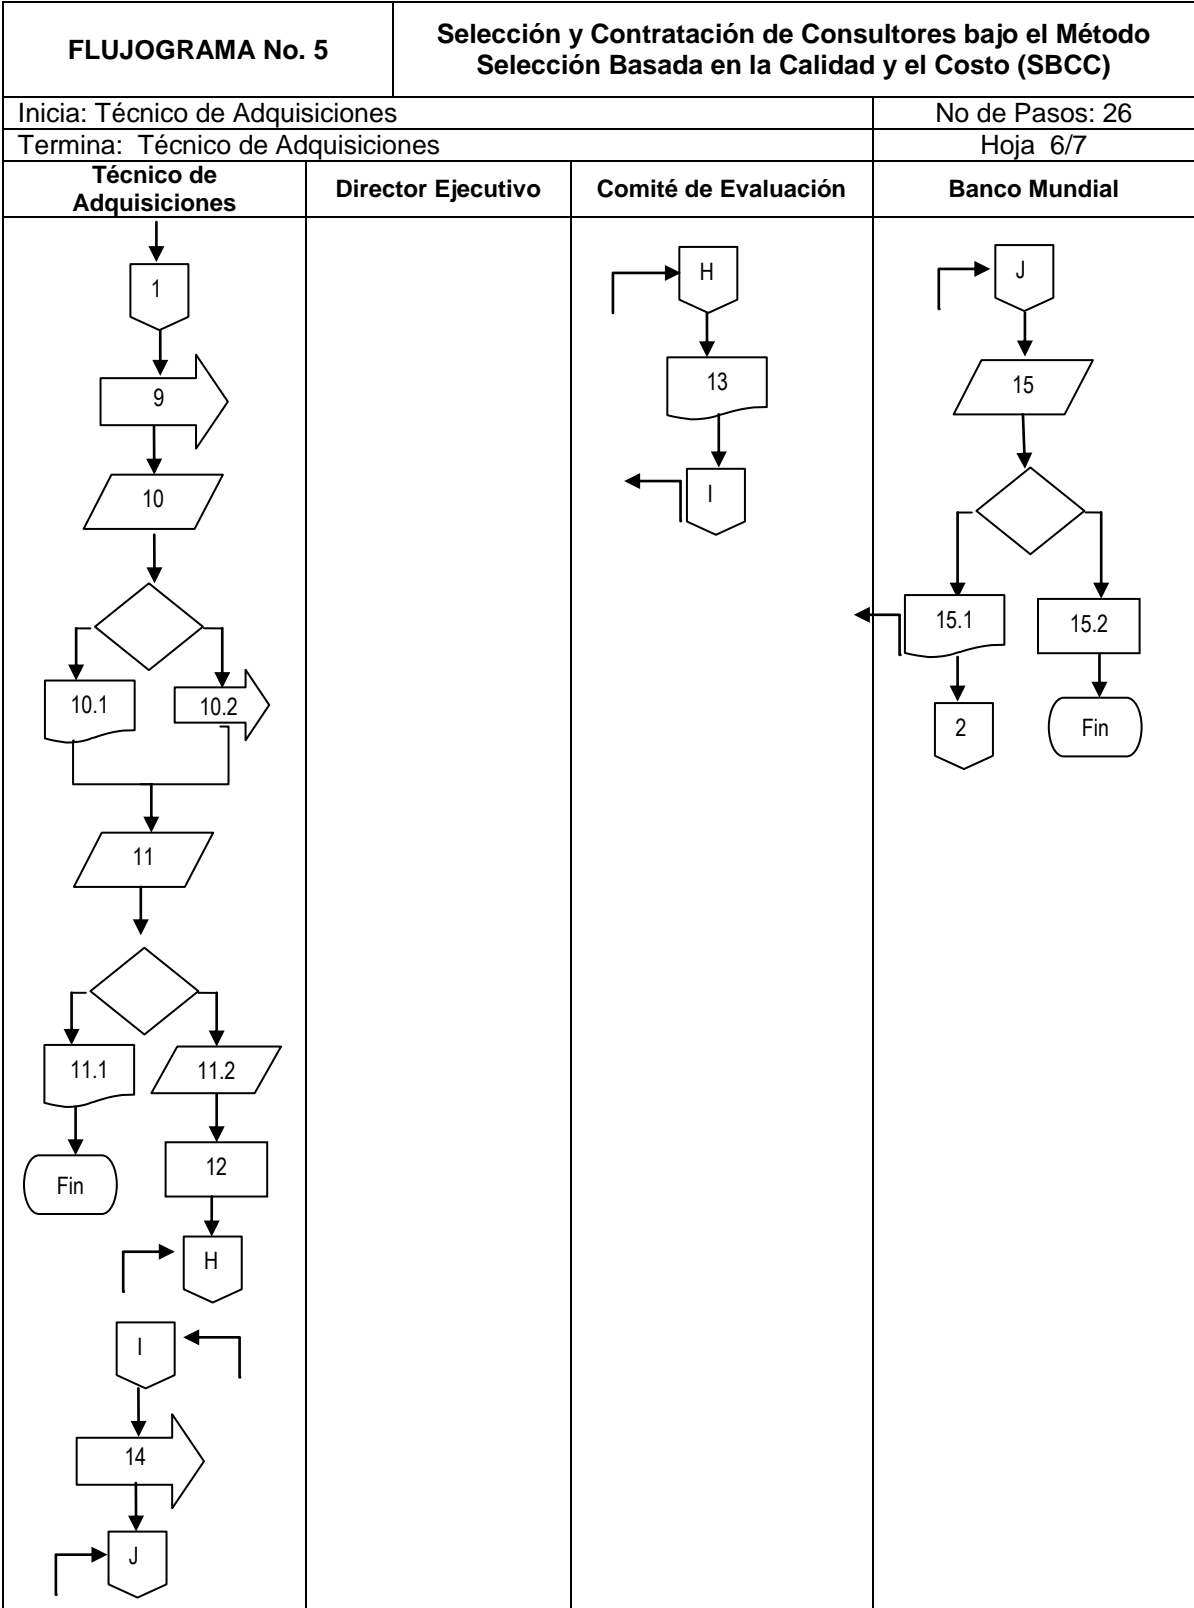 FLUJOGRAMA No. 5
Selección y Contratación de Consultores bajo el Método
Selección Basada en la Calidad y el Costo (SBCC)
Inicia: Técnico de Adquisiciones
No de Pasos: 26
Termina: Técnico de Adquisiciones
Hoja 6/7
Técnico de
Adquisiciones
Director Ejecutivo
Comité de Evaluación
Banco Mundial
1
9
10
10.1
10.2
11
11.1
11.2
12
Fin
H
I
14
J
H
13
I
J
15
15.1
15.2
2
Fin